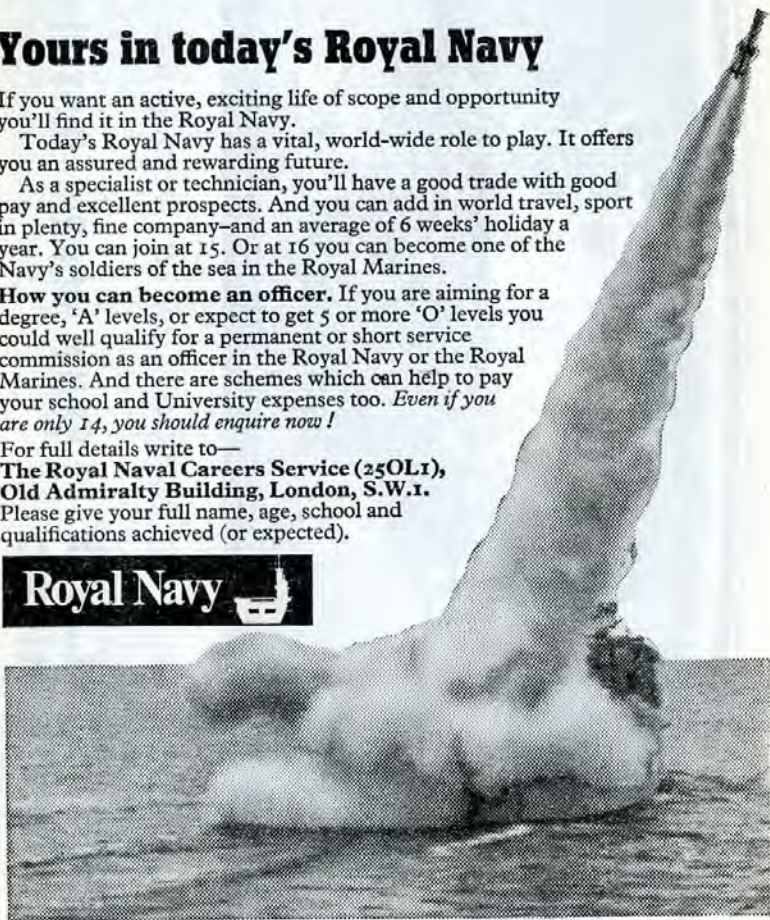 Yours in today's Royal Navy
If you want an active, exciting life of scope and opportunity
you'll find it in the Royal Navy.
Today's Royal Navy has a vital, world-wide role to play. It offers
you an assured and rewarding future.
As a specialist or technician, you'll have a good trade with good
pay and excellent prospects. And you can add in world travel, sport
in plenty, fine company–and an average of 6 weeks' holiday a
year. You can join at 15. Or at 16 you can become one of the
Navy's soldiers of the sea in the Royal Marines.
How you can become an officer. If you are aiming for a
degree, 'A' levels, or expect to get 5 or more 'O' levels you
could well qualify for a permanent or short service
commission as an officer in the Royal Navy or the Royal
Marines. And there are schemes which can help to pay
your school and University expenses too. Even if you
are only 14, you should enquire now !
For full details write to—
The Royal Naval Careers Service (25OL1),
Old Admiralty Building, London, S.W.1.
Please give your full name, age, school and
qualifications achieved (or expected).
Royal Navy